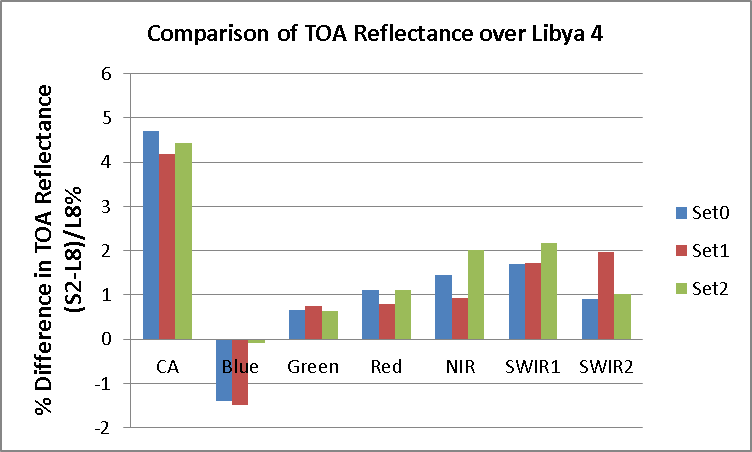 Comparison of TOA Reflectance over Libya 4
% Difference in TOA Reflectance
(S2-L8)/L8%
6
5
4
3
2
1
0
-1
-2
CA
Blue
Green
Red
NIR
SWIR1
SWIR2
Set0
Set1
Set2